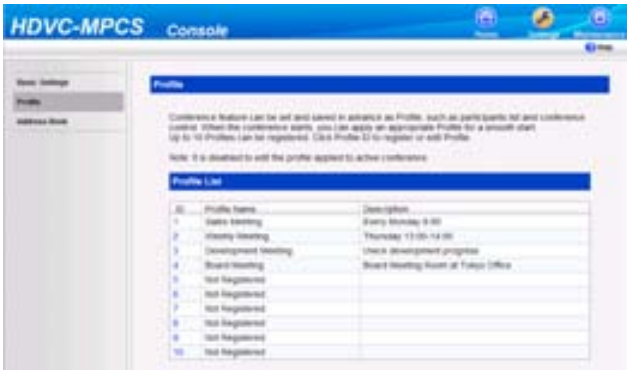 HDVC-MPCS Console
Home Settings Maintenance
Help
Basic Settings
Profile
Address Book
Profile
Conference feature can be set and saved in advance as Profile, such as participants list and conference
control. When the conference starts, you can apply an appropriate Profile for a smooth start.
Up to 10 Profiles can be registered. Click Profile ID to register or edit Profile.
Note: It is disabled to edit the profile applied to active conference.
Profile List
ID Profile Name Description
1 Sales Meeting Every Monday 9:00
2 Weekly Meeting Thursday 13:00-14:00
3 Development Meeting Check development progress
4 Board Meeting Board Meeting Room at Tokyo Office
5 Not Registered
6 Not Registered
7 Not Registered
8 Not Registered
9 Not Registered
10 Not Registered